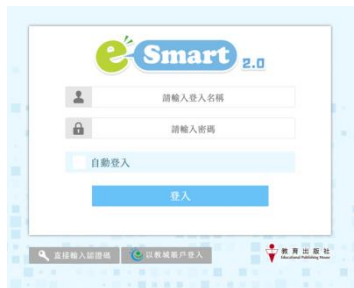 e Smart 2.0
請輸入登入名稱
請輸入密碼
自動登入
登入
直接輸入認證碼
以教城賬戶登入
教育出版社
Educational Publishing House